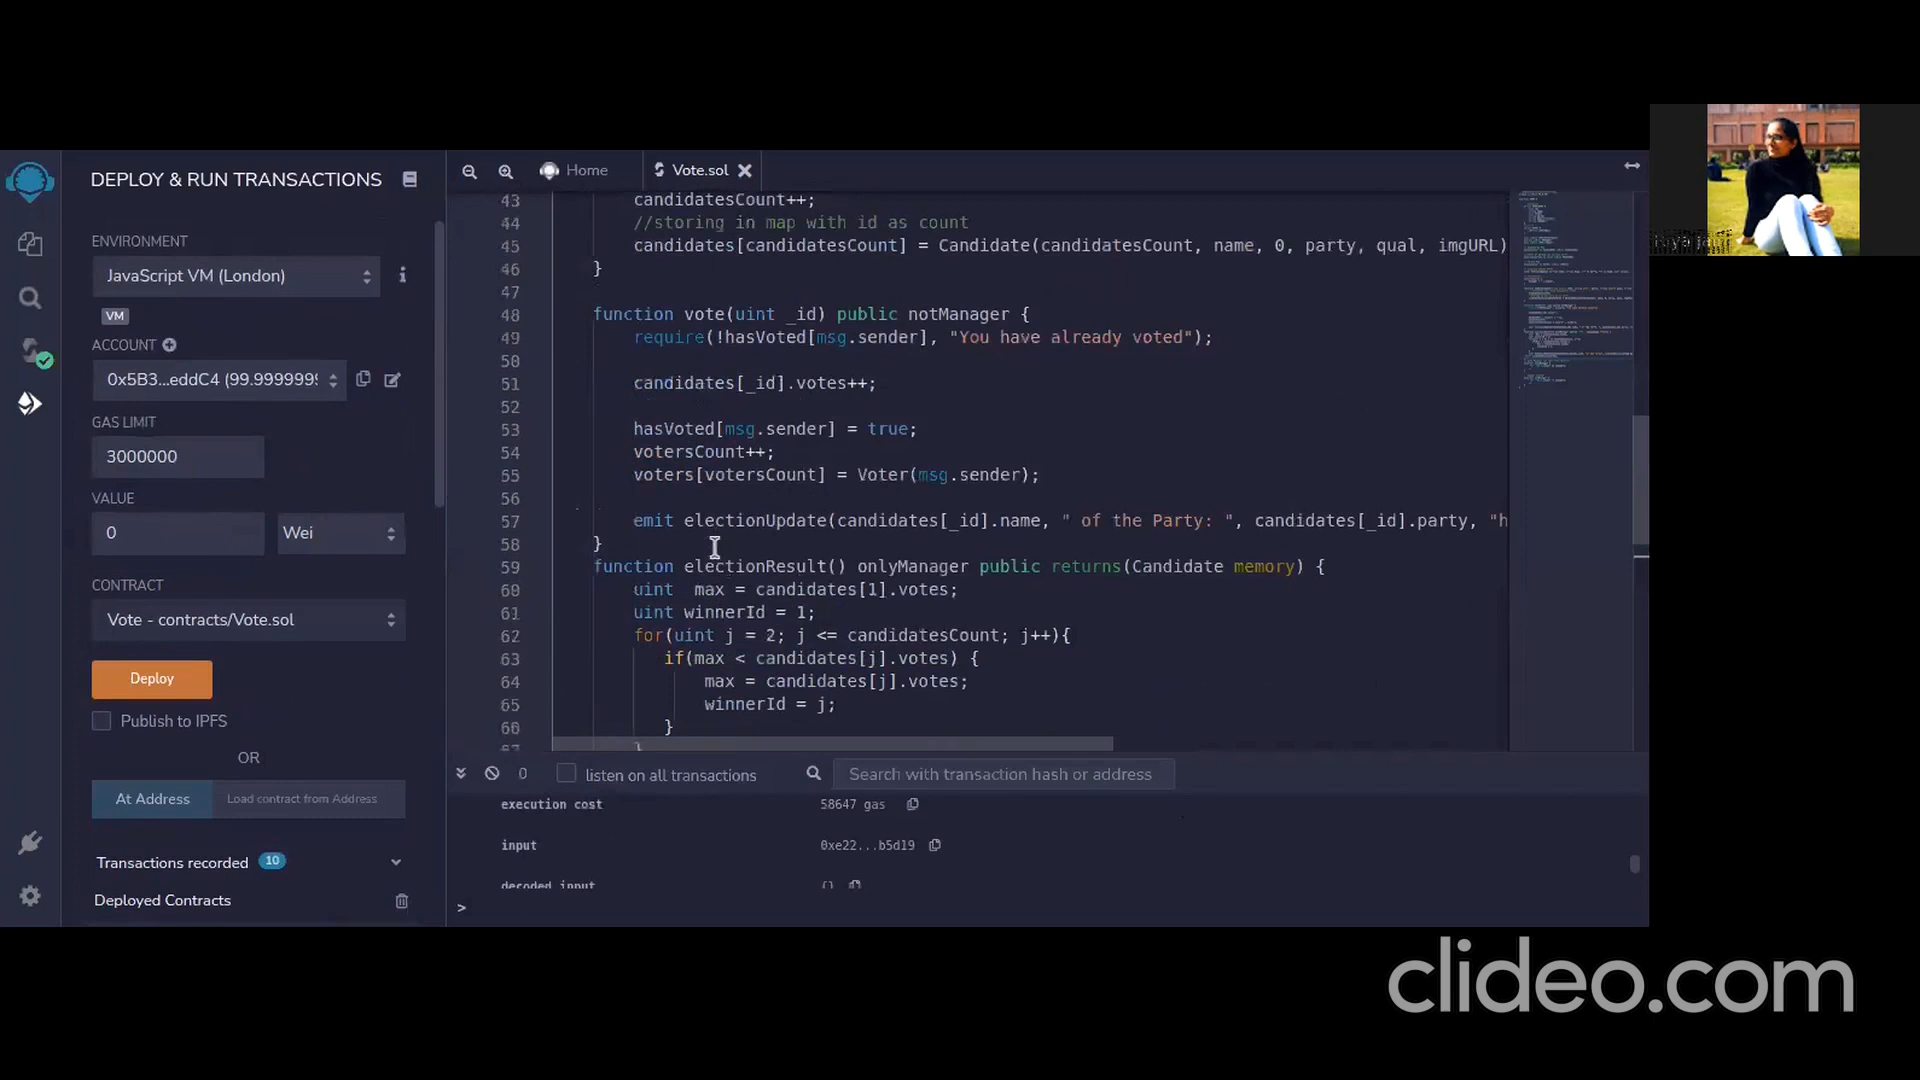 DEPLOY & RUN TRANSACTIONS
ENVIRONMENT
JavaScript VM (London)
VM
ACCOUNT
0x5B3...eddC4 (99.9999999
GAS LIMIT
3000000
VALUE
0
Wei
CONTRACT
Vote - contracts/Vote.sol
Deploy
Publish to IPFS
OR
At Address
Load contract from Address
Transactions recorded 10
Deployed Contracts
Home
Vote.sol
43 candidatesCount++;
44 //storing in map with id as count
45 candidates[candidatesCount] = Candidate(candidatesCount, name, 0, party, qual, imgURL)
46 }
47
48 function vote(uint _id) public notManager {
49 require(!hasVoted[msg.sender], "You have already voted");
50
51 candidates[_id].votes++;
52
53 hasVoted[msg.sender] = true;
54 votersCount++;
55 voters[votersCount] = Voter(msg.sender);
56
57 emit electionUpdate(candidates[_id].name, " of the Party: ", candidates[_id].party, "h
58 }
59 function electionResult() onlyManager public returns(Candidate memory) {
60 uint max = candidates[1].votes;
61 uint winnerId = 1;
62 for(uint j = 2; j <= candidatesCount; j++){
63 if(max < candidates[j].votes) {
64 max = candidates[j].votes;
65 winnerId = j;
66 }
67 }
0
listen on all transactions
Search with transaction hash or address
execution cost 58647 gas
input 0xe22...b5d19
decoded input {}
>
clideo.com